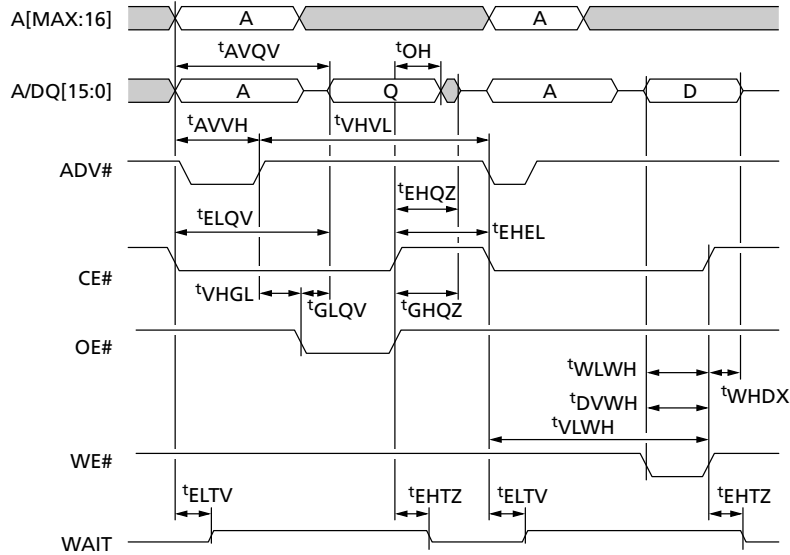 A[MAX:16] A A
tAVQV tOH
A/DQ[15:0] A Q A D
tAVVH tVHVL
ADV#
tEHQZ
tELQV tEHEL
CE#
tVHGL tGLQV tGHQZ
OE#
tWLWH tWHDX
tDVWH
tVLWH
WE#
tELTV tEHTZ tELTV tEHTZ
WAIT